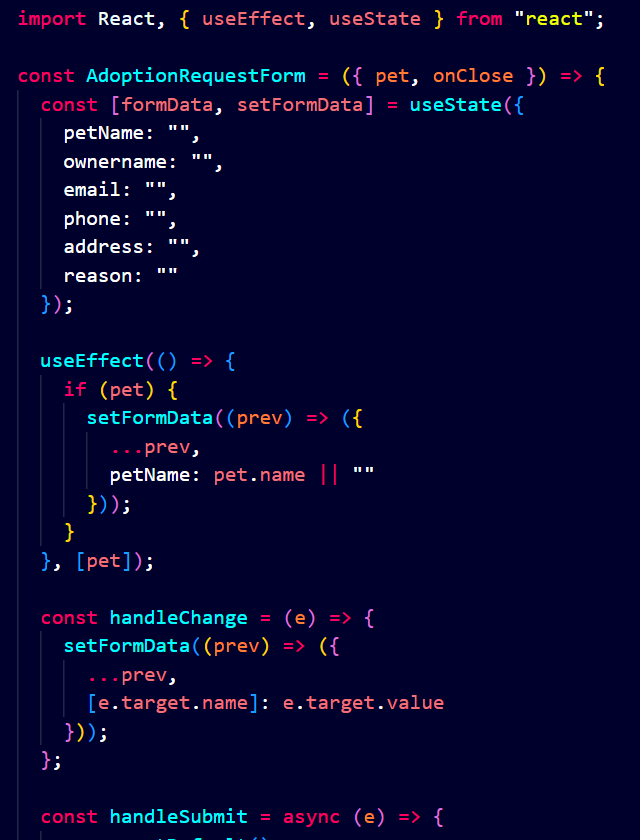 import React, { useEffect, useState } from "react";
const AdoptionRequestForm = ({ pet, onClose }) => {
const [formData, setFormData] = useState({
petName: "",
ownername: "",
email: "",
phone: "",
address: "",
reason: ""
});
useEffect(() => {
if (pet) {
setFormData((prev) => ({
...prev,
petName: pet.name || ""
}));
}
}, [pet]);
const handleChange = (e) => {
setFormData((prev) => ({
...prev,
[e.target.name]: e.target.value
}));
};
const handleSubmit = async (e) => {